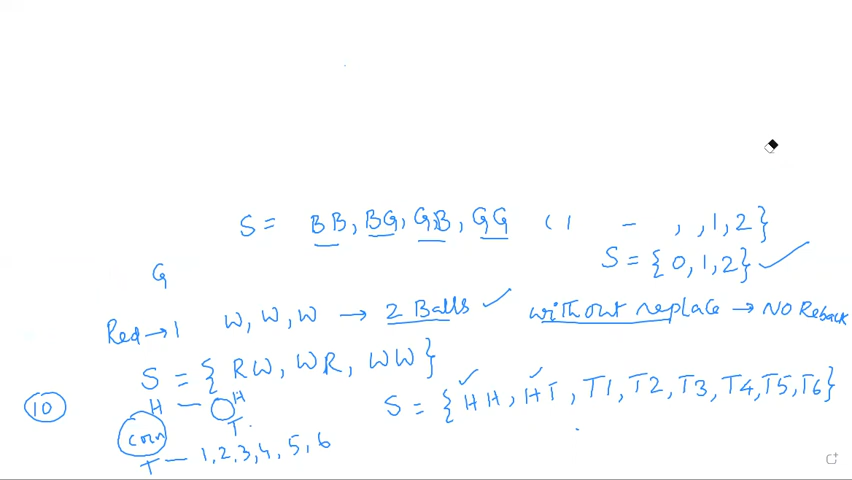 S = BB, BG, GB, GG ( 1 - , , 1, 2}
S = {0, 1, 2} ✓
G
Red → 1 W, W, W → 2 Balls ✓ without replace → NO Reback
S = {RW, WR, WW}
S = {HH, HT, T1, T2, T3, T4, T5, T6}
10
H — H
coin T
T — 1, 2, 3, 4, 5, 6